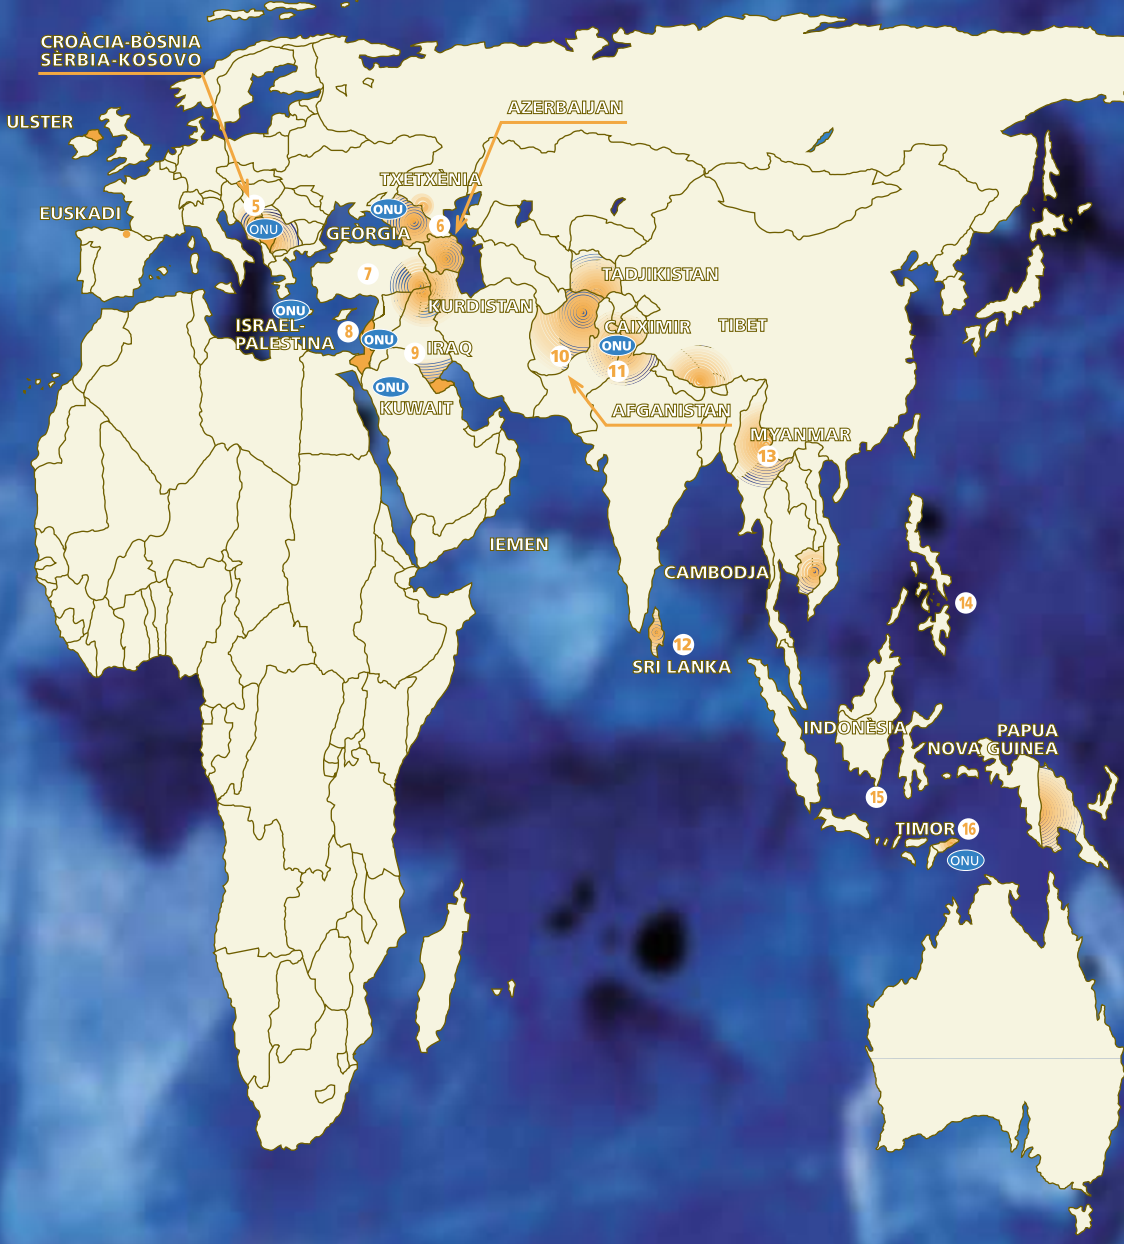 CROÀCIA-BÒSNIA
SÈRBIA-KOSOVO
AZERBAIJAN
ULSTER
TXETXÈNIA
EUSKADI
5
ONU
ONU
6
GEÒRGIA
7
TADJIKISTAN
KURDISTAN
ONU
ISRAEL-
PALESTINA
8
ONU
CAIXIMIR
TIBET
9
IRAQ
ONU
10
11
ONU
KUWAIT
AFGANISTAN
MYANMAR
13
IEMEN
CAMBODJA
14
12
SRI LANKA
INDONÈSIA
PAPUA
NOVA GUINEA
15
TIMOR
16
ONU